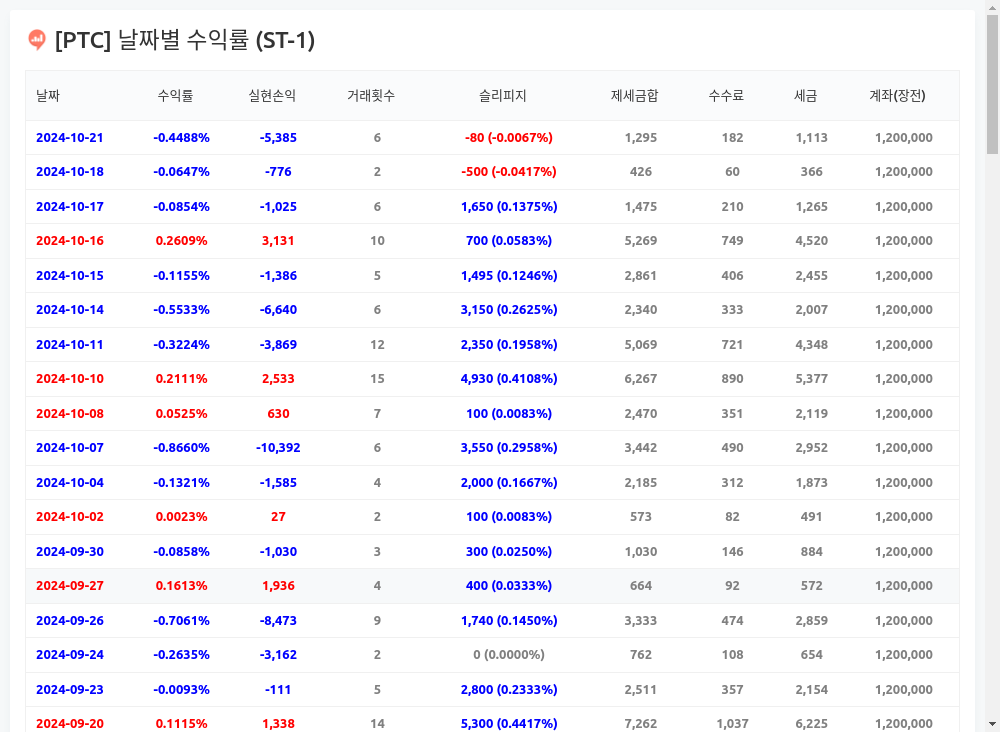 [PTC] 날짜별 수익률 (ST-1)
날짜 수익률 실현손익 거래횟수 슬리피지 제세금합 수수료 세금 계좌(장전)
2024-10-21 -0.4488% -5,385 6 -80 (-0.0067%) 1,295 182 1,113 1,200,000
2024-10-18 -0.0647% -776 2 -500 (-0.0417%) 426 60 366 1,200,000
2024-10-17 -0.0854% -1,025 6 1,650 (0.1375%) 1,475 210 1,265 1,200,000
2024-10-16 0.2609% 3,131 10 700 (0.0583%) 5,269 749 4,520 1,200,000
2024-10-15 -0.1155% -1,386 5 1,495 (0.1246%) 2,861 406 2,455 1,200,000
2024-10-14 -0.5533% -6,640 6 3,150 (0.2625%) 2,340 333 2,007 1,200,000
2024-10-11 -0.3224% -3,869 12 2,350 (0.1958%) 5,069 721 4,348 1,200,000
2024-10-10 0.2111% 2,533 15 4,930 (0.4108%) 6,267 890 5,377 1,200,000
2024-10-08 0.0525% 630 7 100 (0.0083%) 2,470 351 2,119 1,200,000
2024-10-07 -0.8660% -10,392 6 3,550 (0.2958%) 3,442 490 2,952 1,200,000
2024-10-04 -0.1321% -1,585 4 2,000 (0.1667%) 2,185 312 1,873 1,200,000
2024-10-02 0.0023% 27 2 100 (0.0083%) 573 82 491 1,200,000
2024-09-30 -0.0858% -1,030 3 300 (0.0250%) 1,030 146 884 1,200,000
2024-09-27 0.1613% 1,936 4 400 (0.0333%) 664 92 572 1,200,000
2024-09-26 -0.7061% -8,473 9 1,740 (0.1450%) 3,333 474 2,859 1,200,000
2024-09-24 -0.2635% -3,162 2 0 (0.0000%) 762 108 654 1,200,000
2024-09-23 -0.0093% -111 5 2,800 (0.2333%) 2,511 357 2,154 1,200,000
2024-09-20 0.1115% 1,338 14 5,300 (0.4417%) 7,262 1,037 6,225 1,200,000